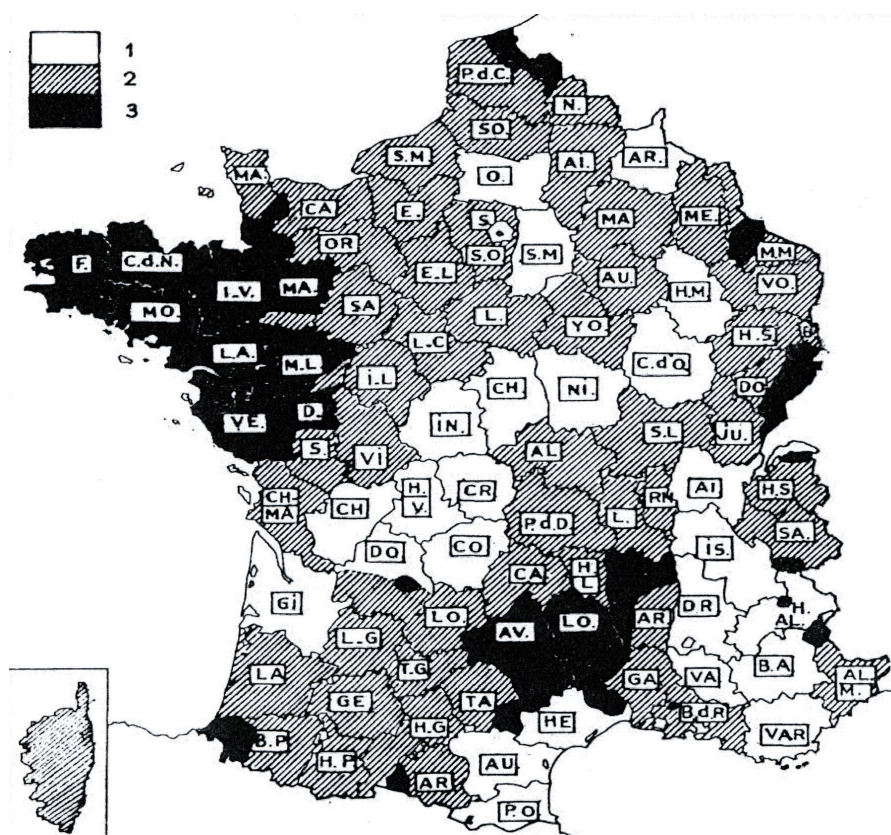 1
2
3
P.d.C.
N.
SO.
S.M
AI.
AR.
O.
MA.
CA
E.
S
S.O
MA
ME.
OR
S.M
M.M
F.
C.d.N.
I-V.
MA.
E-L
AU.
H.M
VO.
MO.
SA
L.
YO.
L-C
H.S
B
L.A.
M-L
I-L
C.d'O
DO
CH
NI.
VE.
D.
IN.
S.L
JU.
S.
Vi
AL
H.
V.
CR
AI
H.S
CH-
MA
CH
P.d.D
L.
RH
SA.
DO.
CO
IS.
CA
H
L
Gi
LO.
AV.
LO.
AR
D.R
H.
AL.
L-G
T.G
LA
GE
TA
GA
VA
B.A
AL.
M.
H.G
HE
B.d.R
VAR
B.P
H.P
AR
AU
P.O